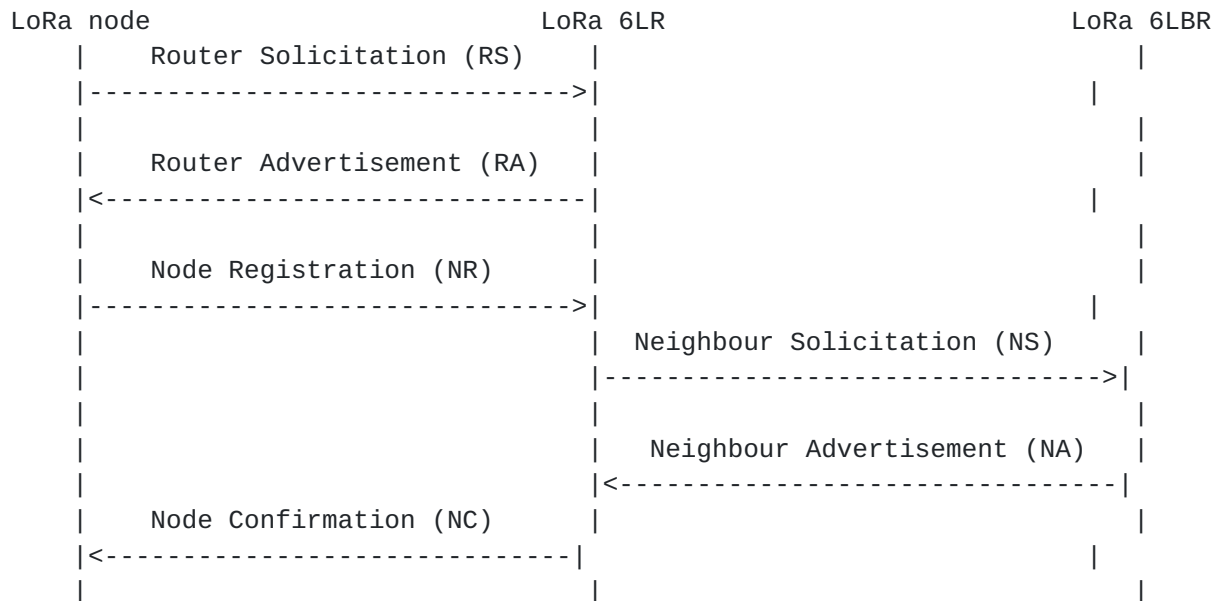 LoRa node LoRa 6LR LoRa 6LBR
Router Solicitation (RS)
Router Advertisement (RA)
Node Registration (NR)
Neighbour Solicitation (NS)
Neighbour Advertisement (NA)
Node Confirmation (NC)